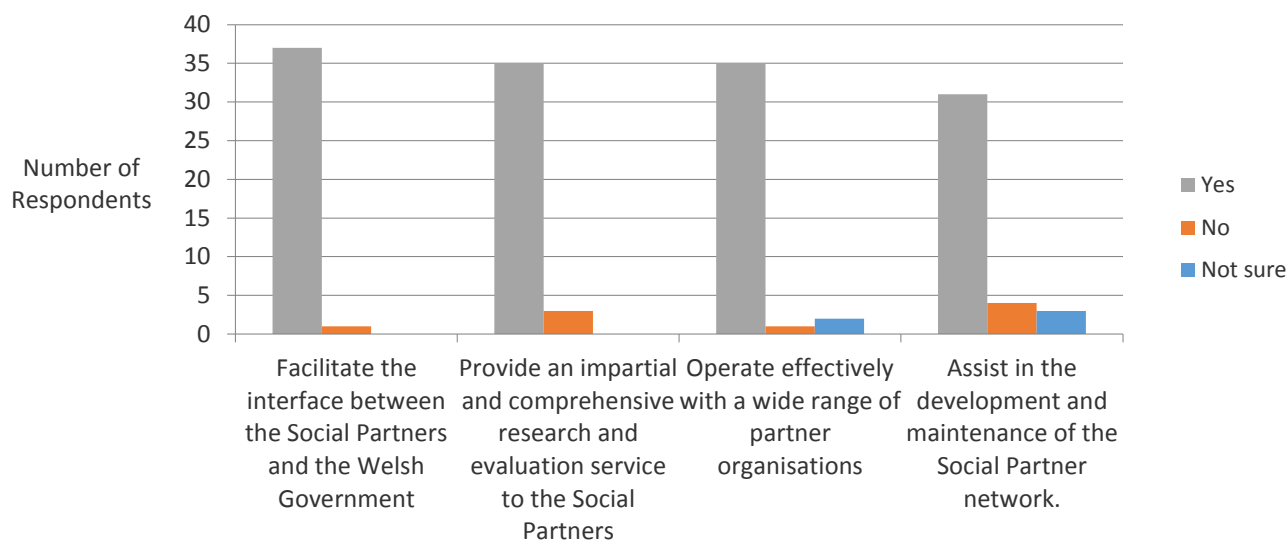 40
35
30
25
20
15
10
5
0
Number of
Respondents
Yes
No
Not sure
Facilitate the
interface between
the Social Partners
and the Welsh
Government
Provide an impartial
and comprehensive
research and
evaluation service
to the Social
Partners
Operate effectively
with a wide range of
partner
organisations
Assist in the
development and
maintenance of the
Social Partner
network.